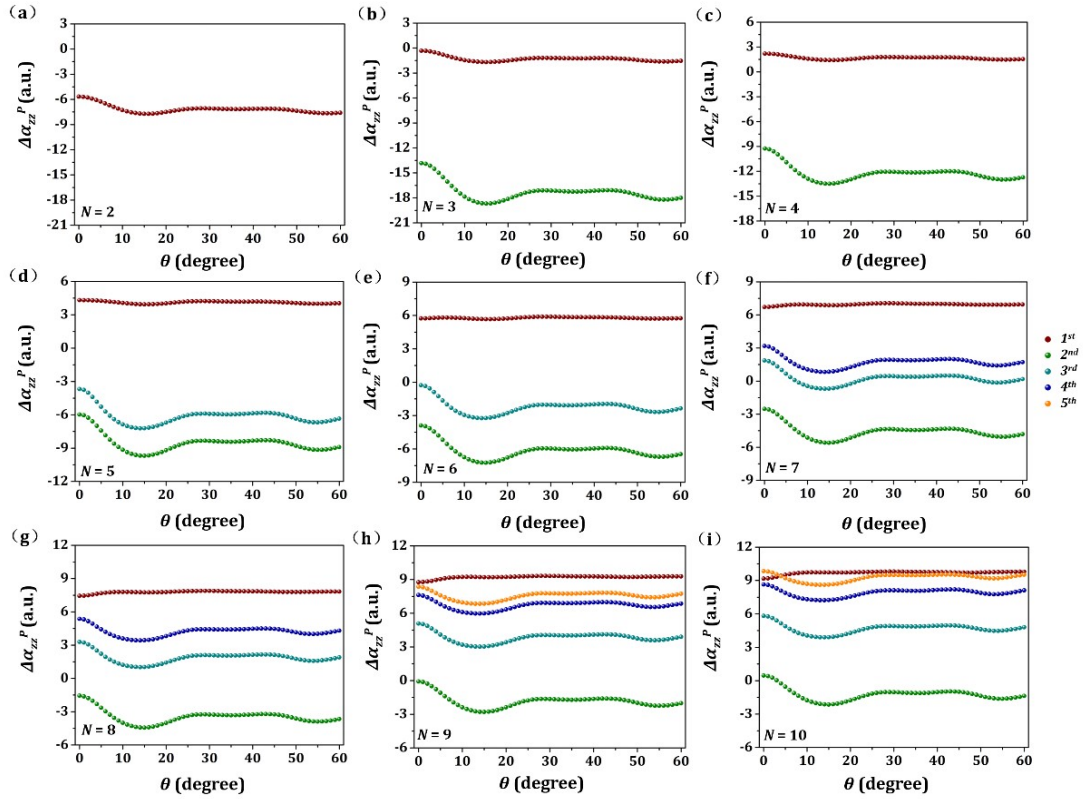 (a)
3
0
-3
-6
-9
-12
-15
-18
-21
Δα_zz^P (a.u.)
N = 2
0 10 20 30 40 50 60
θ (degree)
(b)
3
0
-3
-6
-9
-12
-15
-18
-21
Δα_zz^P (a.u.)
N = 3
0 10 20 30 40 50 60
θ (degree)
(c)
6
3
0
-3
-6
-9
-12
-15
-18
Δα_zz^P (a.u.)
N = 4
0 10 20 30 40 50 60
θ (degree)
(d)
6
3
0
-3
-6
-9
-12
Δα_zz^P (a.u.)
N = 5
0 10 20 30 40 50 60
θ (degree)
(e)
9
6
3
0
-3
-6
-9
Δα_zz^P (a.u.)
N = 6
0 10 20 30 40 50 60
θ (degree)
(f)
9
6
3
0
-3
-6
-9
Δα_zz^P (a.u.)
N = 7
0 10 20 30 40 50 60
θ (degree)
1st
2nd
3rd
4th
5th
(g)
12
9
6
3
0
-3
-6
Δα_zz^P (a.u.)
N = 8
0 10 20 30 40 50 60
θ (degree)
(h)
12
9
6
3
0
-3
-6
Δα_zz^P (a.u.)
N = 9
0 10 20 30 40 50 60
θ (degree)
(i)
12
9
6
3
0
-3
-6
Δα_zz^P (a.u.)
N = 10
0 10 20 30 40 50 60
θ (degree)